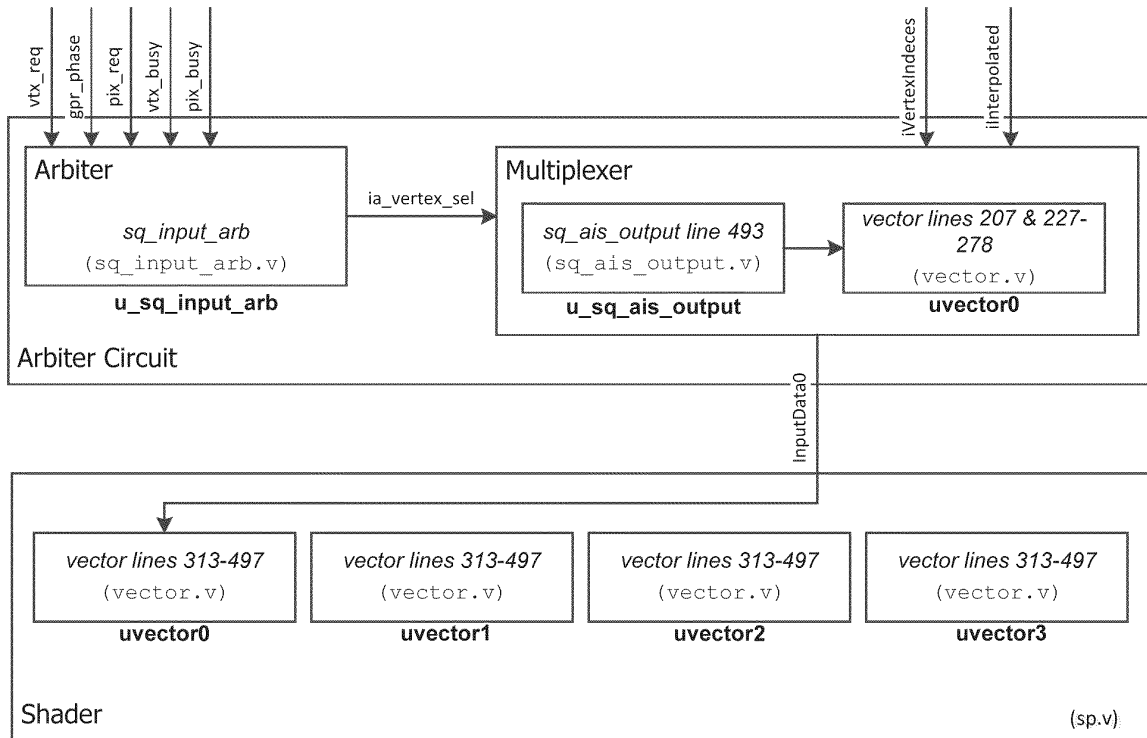 vtx_req
gpr_phase
pix_req
vtx_busy
pix_busy
iVertexIndeces
iInterpolated
Arbiter
sq_input_arb
(sq_input_arb.v)
u_sq_input_arb
Arbiter Circuit
ia_vertex_sel
Multiplexer
sq_ais_output line 493
(sq_ais_output.v)
u_sq_ais_output
vector lines 207 & 227-
278
(vector.v)
uvector0
InputData0
vector lines 313-497
(vector.v)
uvector0
vector lines 313-497
(vector.v)
uvector1
vector lines 313-497
(vector.v)
uvector2
vector lines 313-497
(vector.v)
uvector3
Shader
(sp.v)